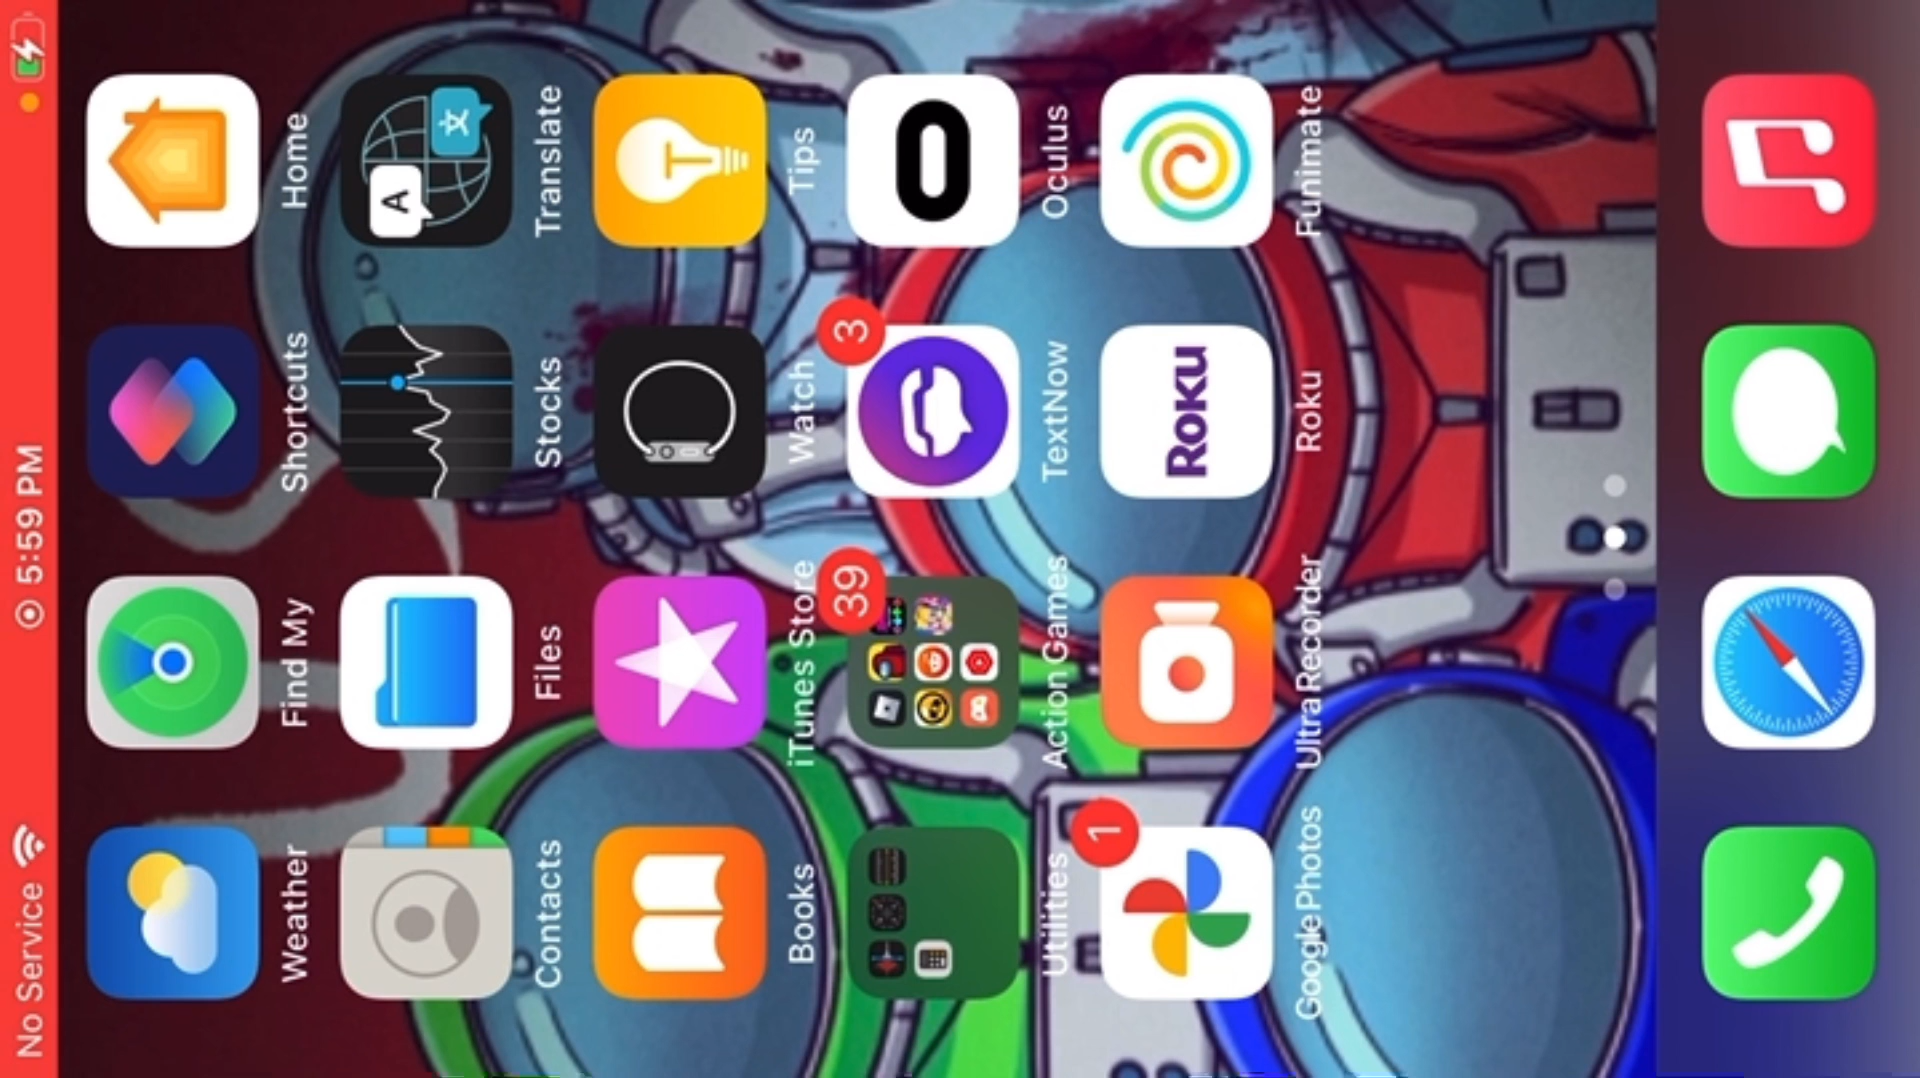 No Service 5:59 PM
Weather Find My Shortcuts Home
A 文
Contacts Files Stocks Translate
Books iTunes Store Watch Tips
39 3
Utilities Action Games TextNow Oculus
1
ROKU
Google Photos Ultra Recorder Roku Funimate